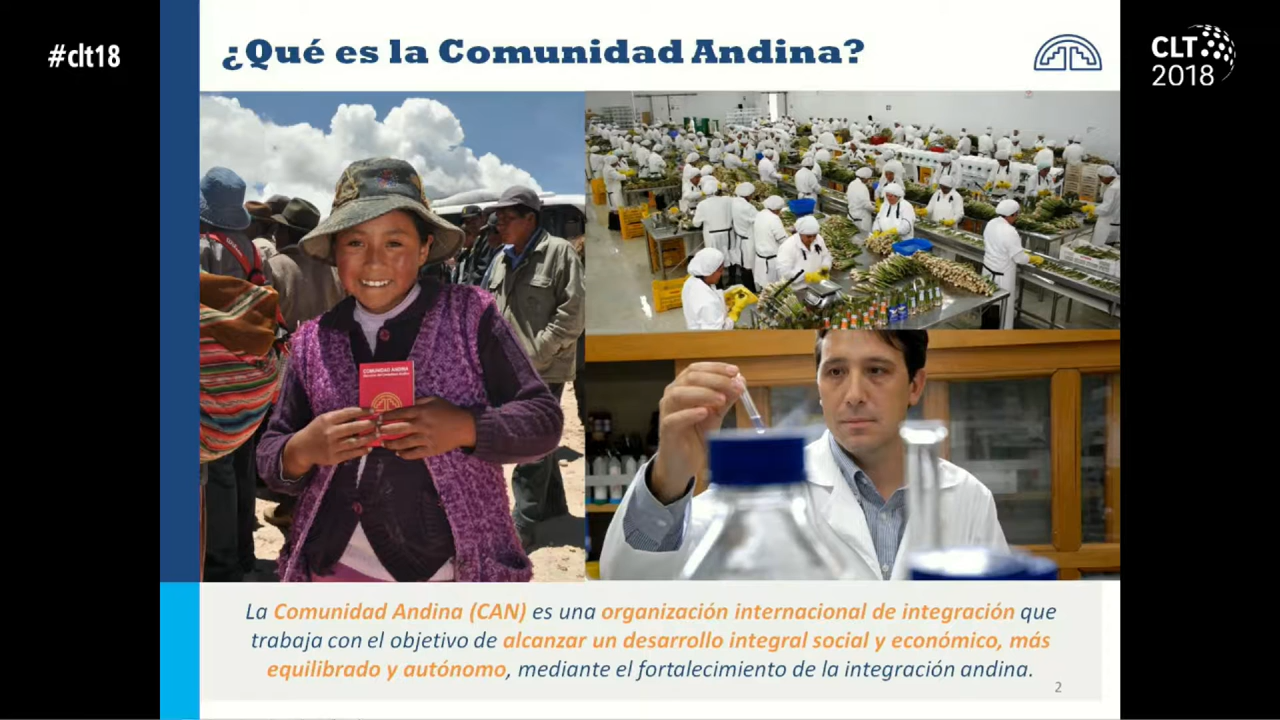 #clt18
¿Qué es la Comunidad Andina?
CLT
2018
COMUNIDAD ANDINA
La Comunidad Andina (CAN) es una organización internacional de integración que
trabaja con el objetivo de alcanzar un desarrollo integral social y económico, más
equilibrado y autónomo, mediante el fortalecimiento de la integración andina.
2